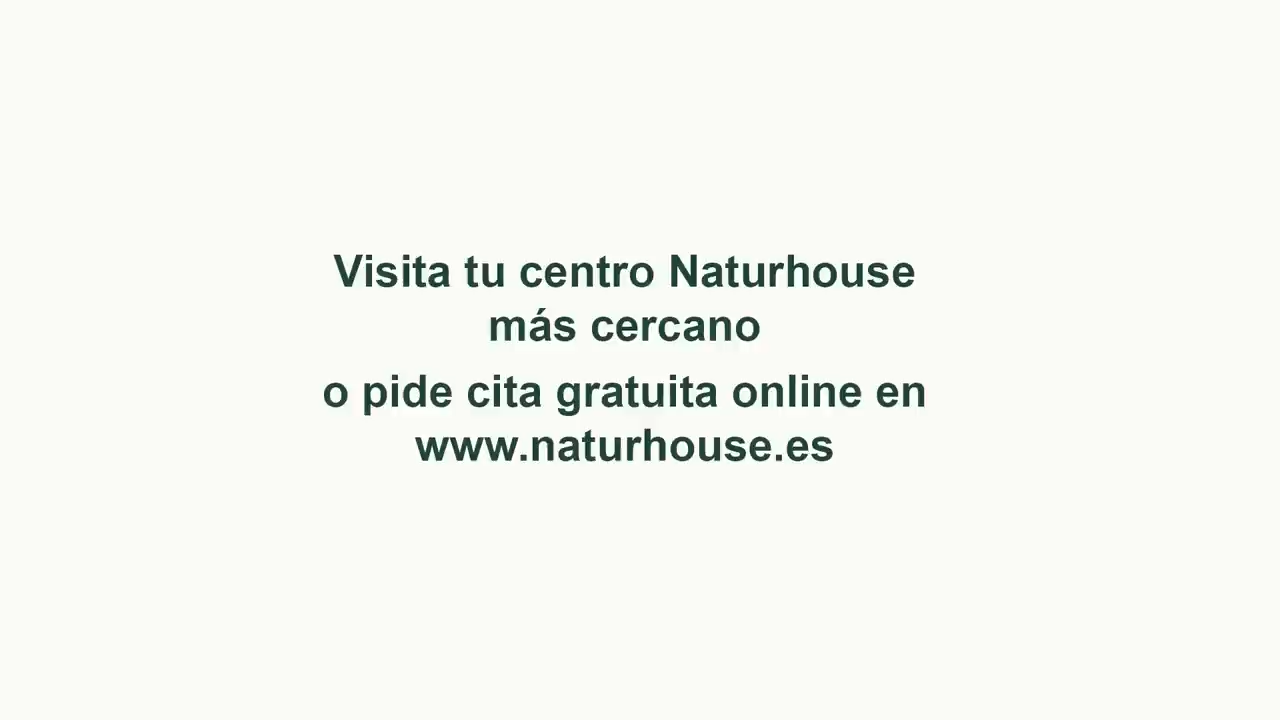 Visita tu centro Naturhouse
más cercano
o pide cita gratuita online en
www.naturhouse.es